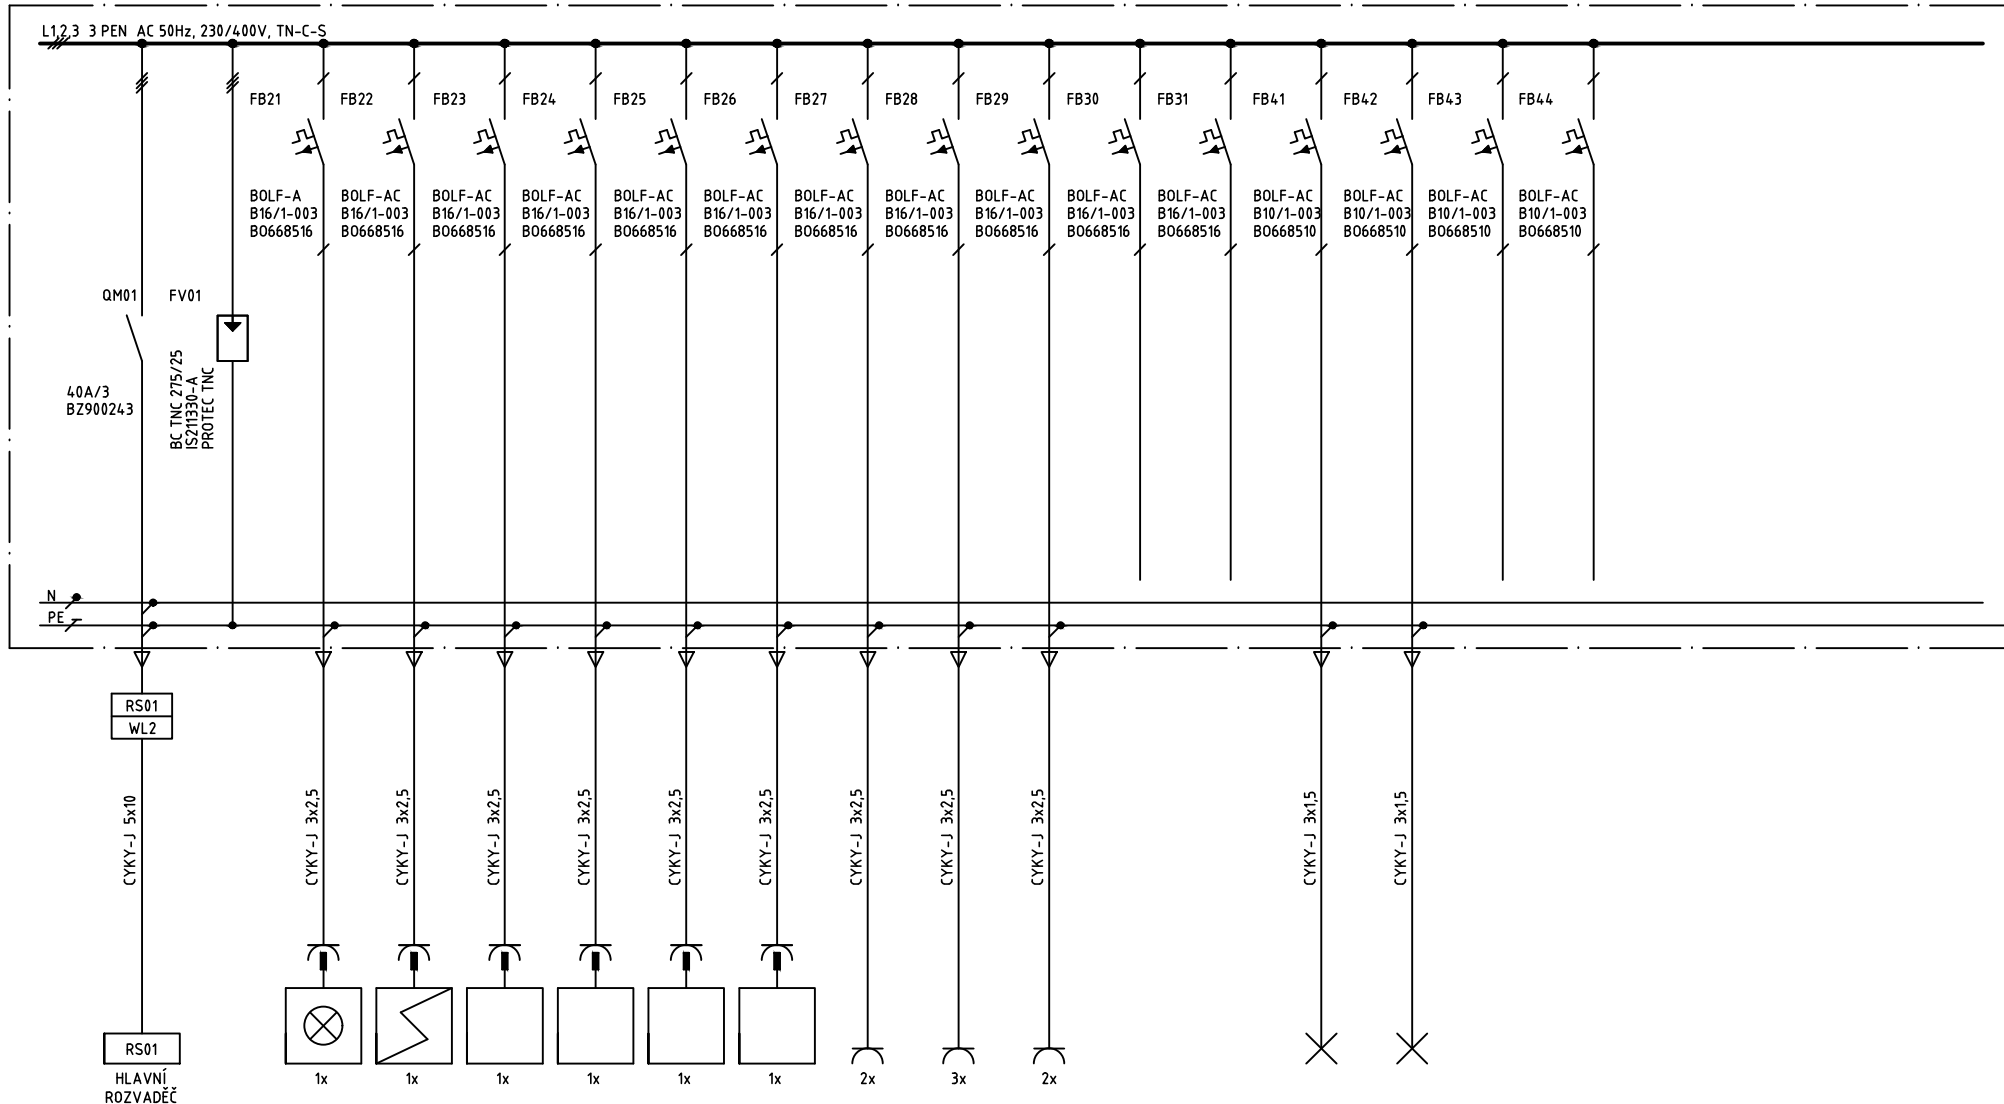 L1,2,3  3 PEN  AC 50Hz, 230/400V, TN-C-S
FB21
FB22
FB23
FB24
FB25
FB26
FB27
FB28
FB29
FB30
FB31
FB41
FB42
FB43
FB44
BOLF-A
B16/1-003
BO668516
BOLF-AC
B16/1-003
BO668516
BOLF-AC
B16/1-003
BO668516
BOLF-AC
B16/1-003
BO668516
BOLF-AC
B16/1-003
BO668516
BOLF-AC
B16/1-003
BO668516
BOLF-AC
B16/1-003
BO668516
BOLF-AC
B16/1-003
BO668516
BOLF-AC
B16/1-003
BO668516
BOLF-AC
B16/1-003
BO668516
BOLF-AC
B16/1-003
BO668516
BOLF-AC
B10/1-003
BO668510
BOLF-AC
B10/1-003
BO668510
BOLF-AC
B10/1-003
BO668510
BOLF-AC
B10/1-003
BO668510
QM01
FV01
40A/3
BZ900243
BC TNC 275/25
IS211330-A
PROTEC TNC
N
PE
RS01
WL2
CYKY-J 5x10
CYKY-J 3x2,5
CYKY-J 3x2,5
CYKY-J 3x2,5
CYKY-J 3x2,5
CYKY-J 3x2,5
CYKY-J 3x2,5
CYKY-J 3x2,5
CYKY-J 3x2,5
CYKY-J 3x2,5
CYKY-J 3x1,5
CYKY-J 3x1,5
RS01
HLAVNÍ
ROZVADĚČ
1x
1x
1x
1x
1x
1x
2x
3x
2x